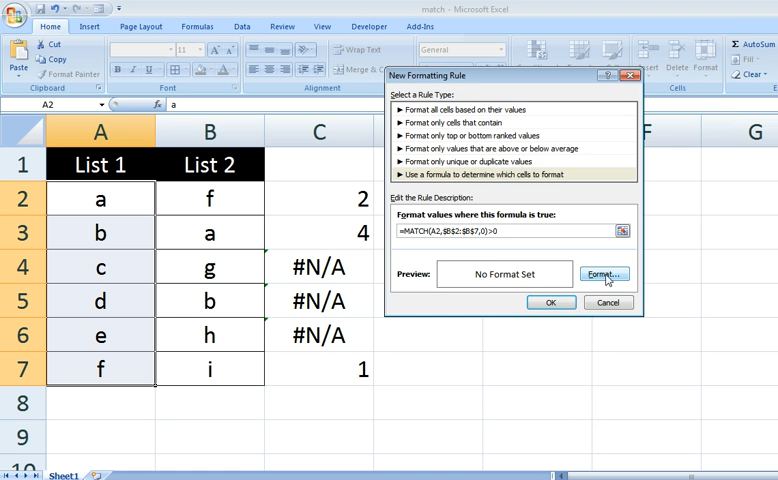 match - Microsoft Excel
Home Insert Page Layout Formulas Data Review View Developer Add-Ins
Cut
Copy
Format Painter
Paste
Clipboard
11
Font
Wrap Text
Merge &
Alignment
General
AutoSum
Fill
Clear
A2
fx a
A B C F G
1 List 1 List 2
2 a f 2
3 b a 4
4 c g #N/A
5 d b #N/A
6 e h #N/A
7 f i 1
8
9
10
Sheet1
New Formatting Rule
Select a Rule Type:
► Format all cells based on their values
► Format only cells that contain
► Format only top or bottom ranked values
► Format only values that are above or below average
► Format only unique or duplicate values
► Use a formula to determine which cells to format
Edit the Rule Description:
Format values where this formula is true:
=MATCH(A2,$B$2:$B$7,0)>0
Preview:
No Format Set
Format...
OK
Cancel